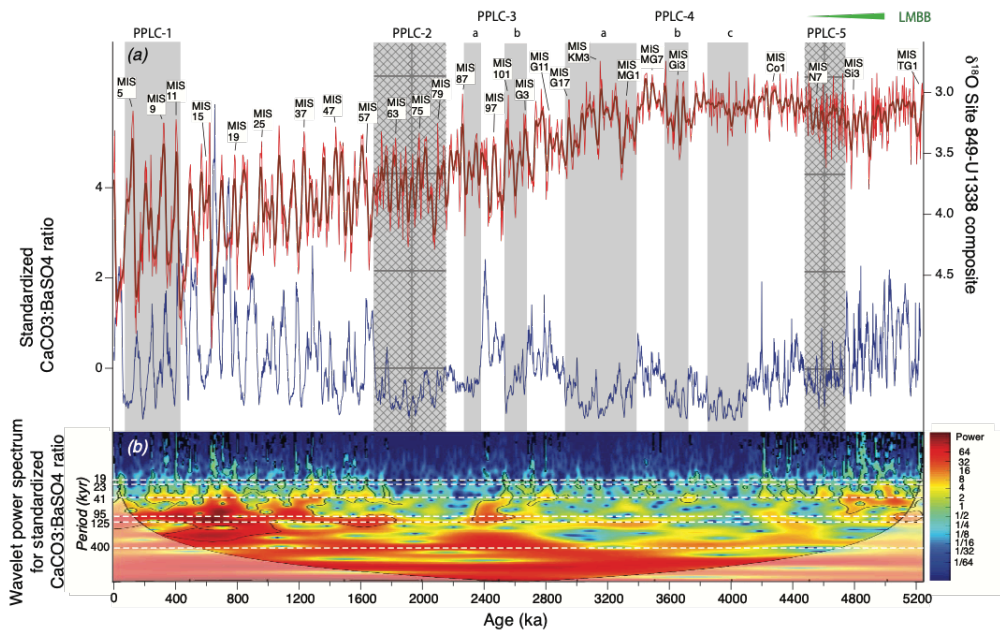 PPLC-3
PPLC-4
LMBB
PPLC-1
PPLC-2
a
b
a
b
c
PPLC-5
(a)
MIS
5
MIS
9
MIS
11
MIS
15
MIS
19
MIS
25
MIS
37
MIS
47
MIS
57
MIS
63
MIS
75
MIS
79
MIS
87
MIS
97
MIS
101
MIS
G3
MIS
G11
MIS
G17
MIS
KM3
MIS
MG1
MIS
MG7
MIS
Gi3
MIS
Co1
MIS
N7
MIS
Si3
MIS
TG1
Standardized
CaCO3:BaSO4 ratio
4
2
0
3.0
3.5
4.0
4.5
δ18O Site 849-U1338 composite
(b)
Wavelet power spectrum
for standardized
CaCO3:BaSO4 ratio
Period (kyr)
19
23
41
95
125
400
Power
64
32
16
8
4
2
1
1/2
1/4
1/8
1/16
1/32
1/64
0
400
800
1200
1600
2000
2400
2800
3200
3600
4000
4400
4800
5200
Age (ka)